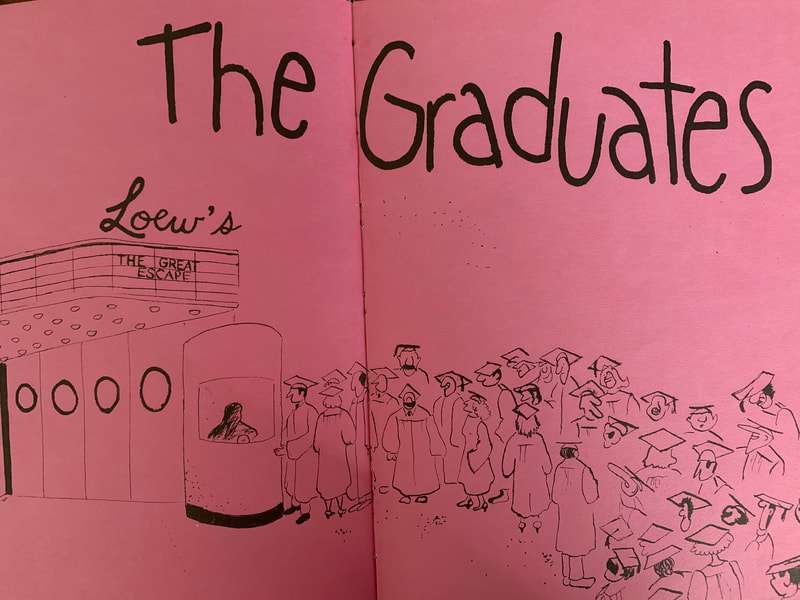 The Graduates
Loew's
THE GREAT
ESCAPE